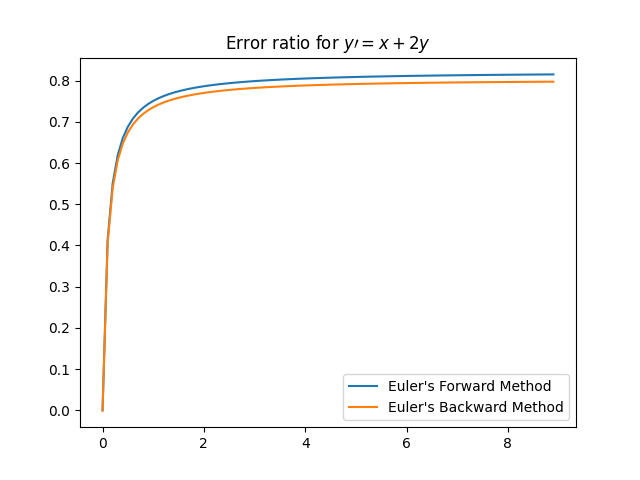 Error ratio for y′ = x + 2y
0.8
0.7
0.6
0.5
0.4
0.3
0.2
0.1
0.0
0 2 4 6 8
Euler's Forward Method
Euler's Backward Method